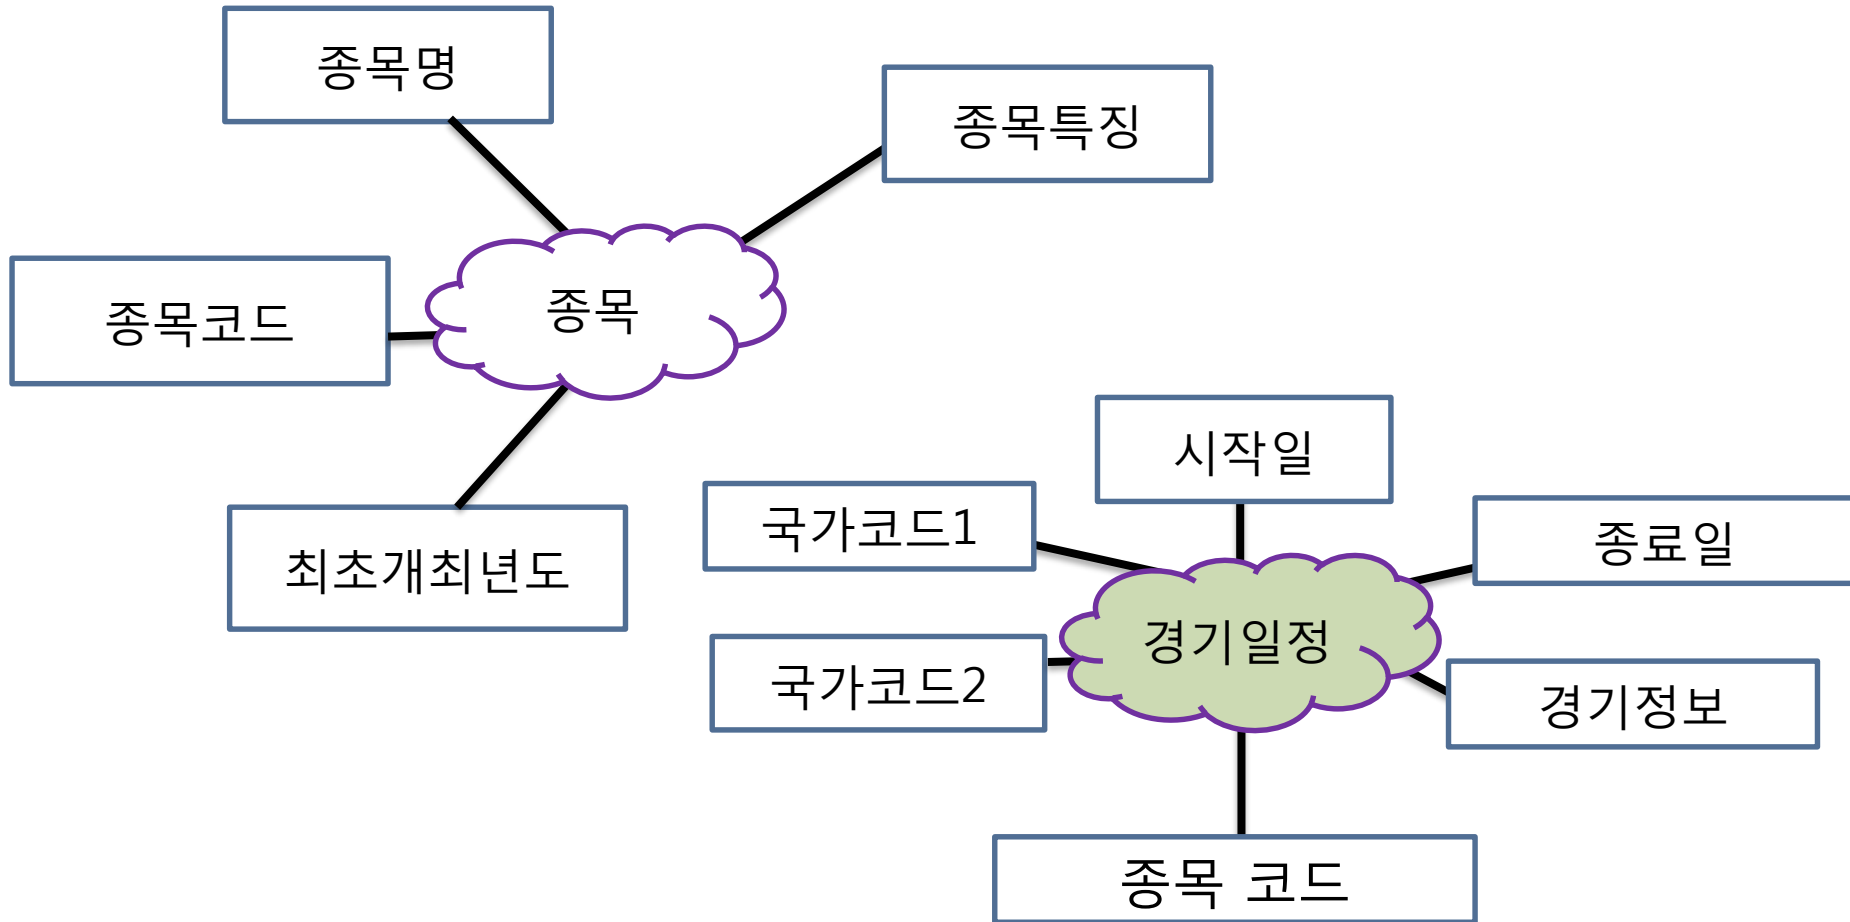 종목명
종목특징
종목코드
종목
최초개최년도
시작일
국가코드1
종료일
경기일정
국가코드2
경기정보
종목 코드